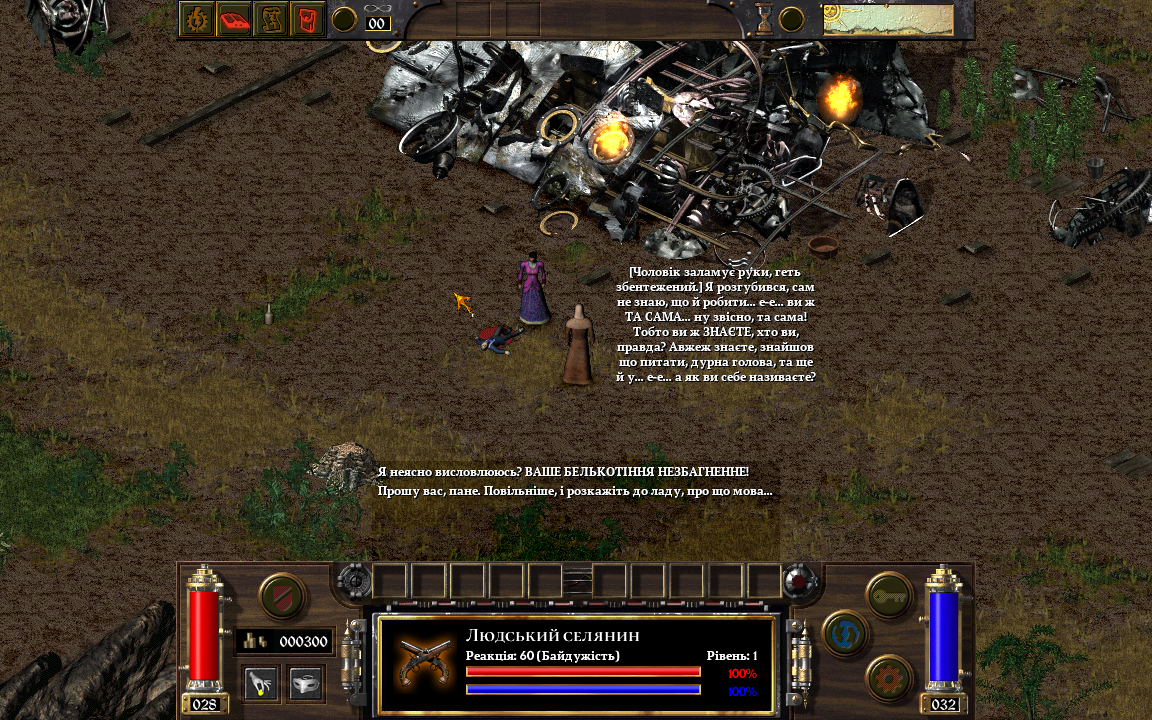 00
[Чоловік заламує руки, геть
збентежений.] Я розгубився, сам
не знаю, що й робити... е-е... ви ж
ТА САМА... ну звісно, та сама!
Тобто ви ж ЗНАЄТЕ, хто ви,
правда? Авжеж знаєте, знайшов
що питати, дурна голова, та ще
й у... е-е... а як ви себе називаєте?
Я неясно висловлююсь? ВАШЕ БЕЛЬКОТІННЯ НЕЗБАГНЕННЕ!
Прошу вас, пане. Повільніше, і розкажіть до ладу, про що мова...
000300
Людський селянин
Реакція: 60 (Байдужість) Рівень: 1
100%
100%
028
032